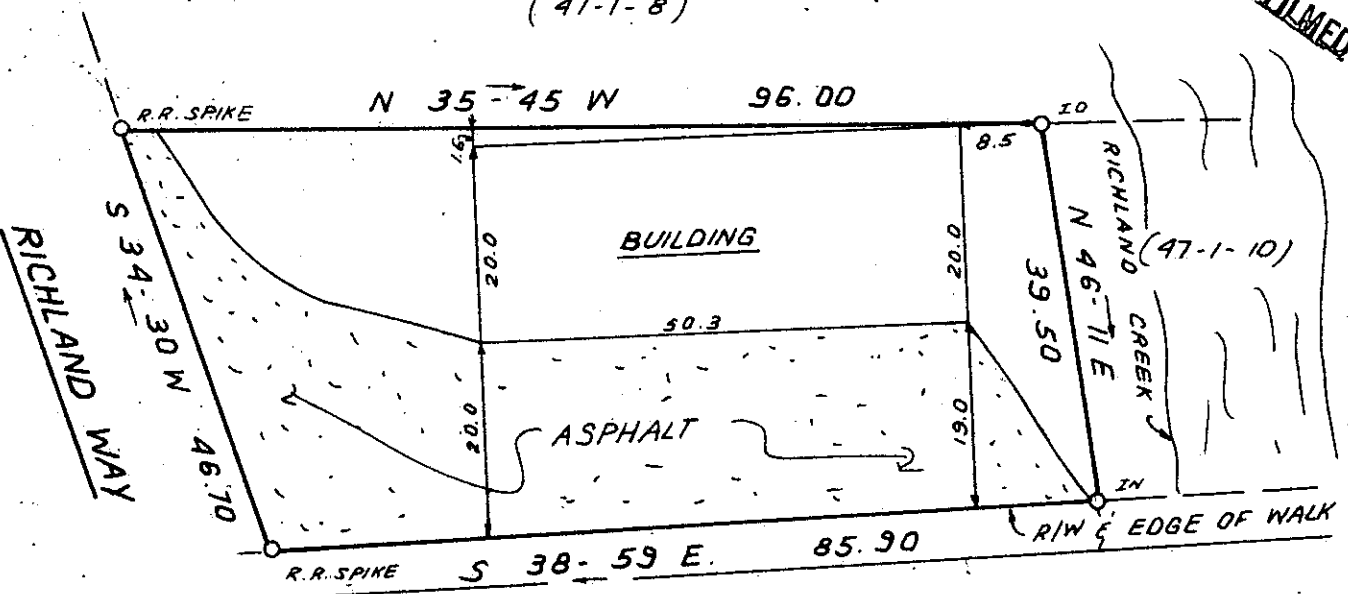 ( 47-1-8 )
R.R. SPIKE
N 35-45 W 96.00
IO
1.6
8.5
RICHLAND CREEK
(47-1-10)
BUILDING
20.0
20.0
N 46-11 E
39.50
S 34-30 W 46.70
RICHLAND WAY
50.3
20.0
19.0
ASPHALT
IN
R/W & EDGE OF WALK
R.R. SPIKE
S 38-59 E. 85.90